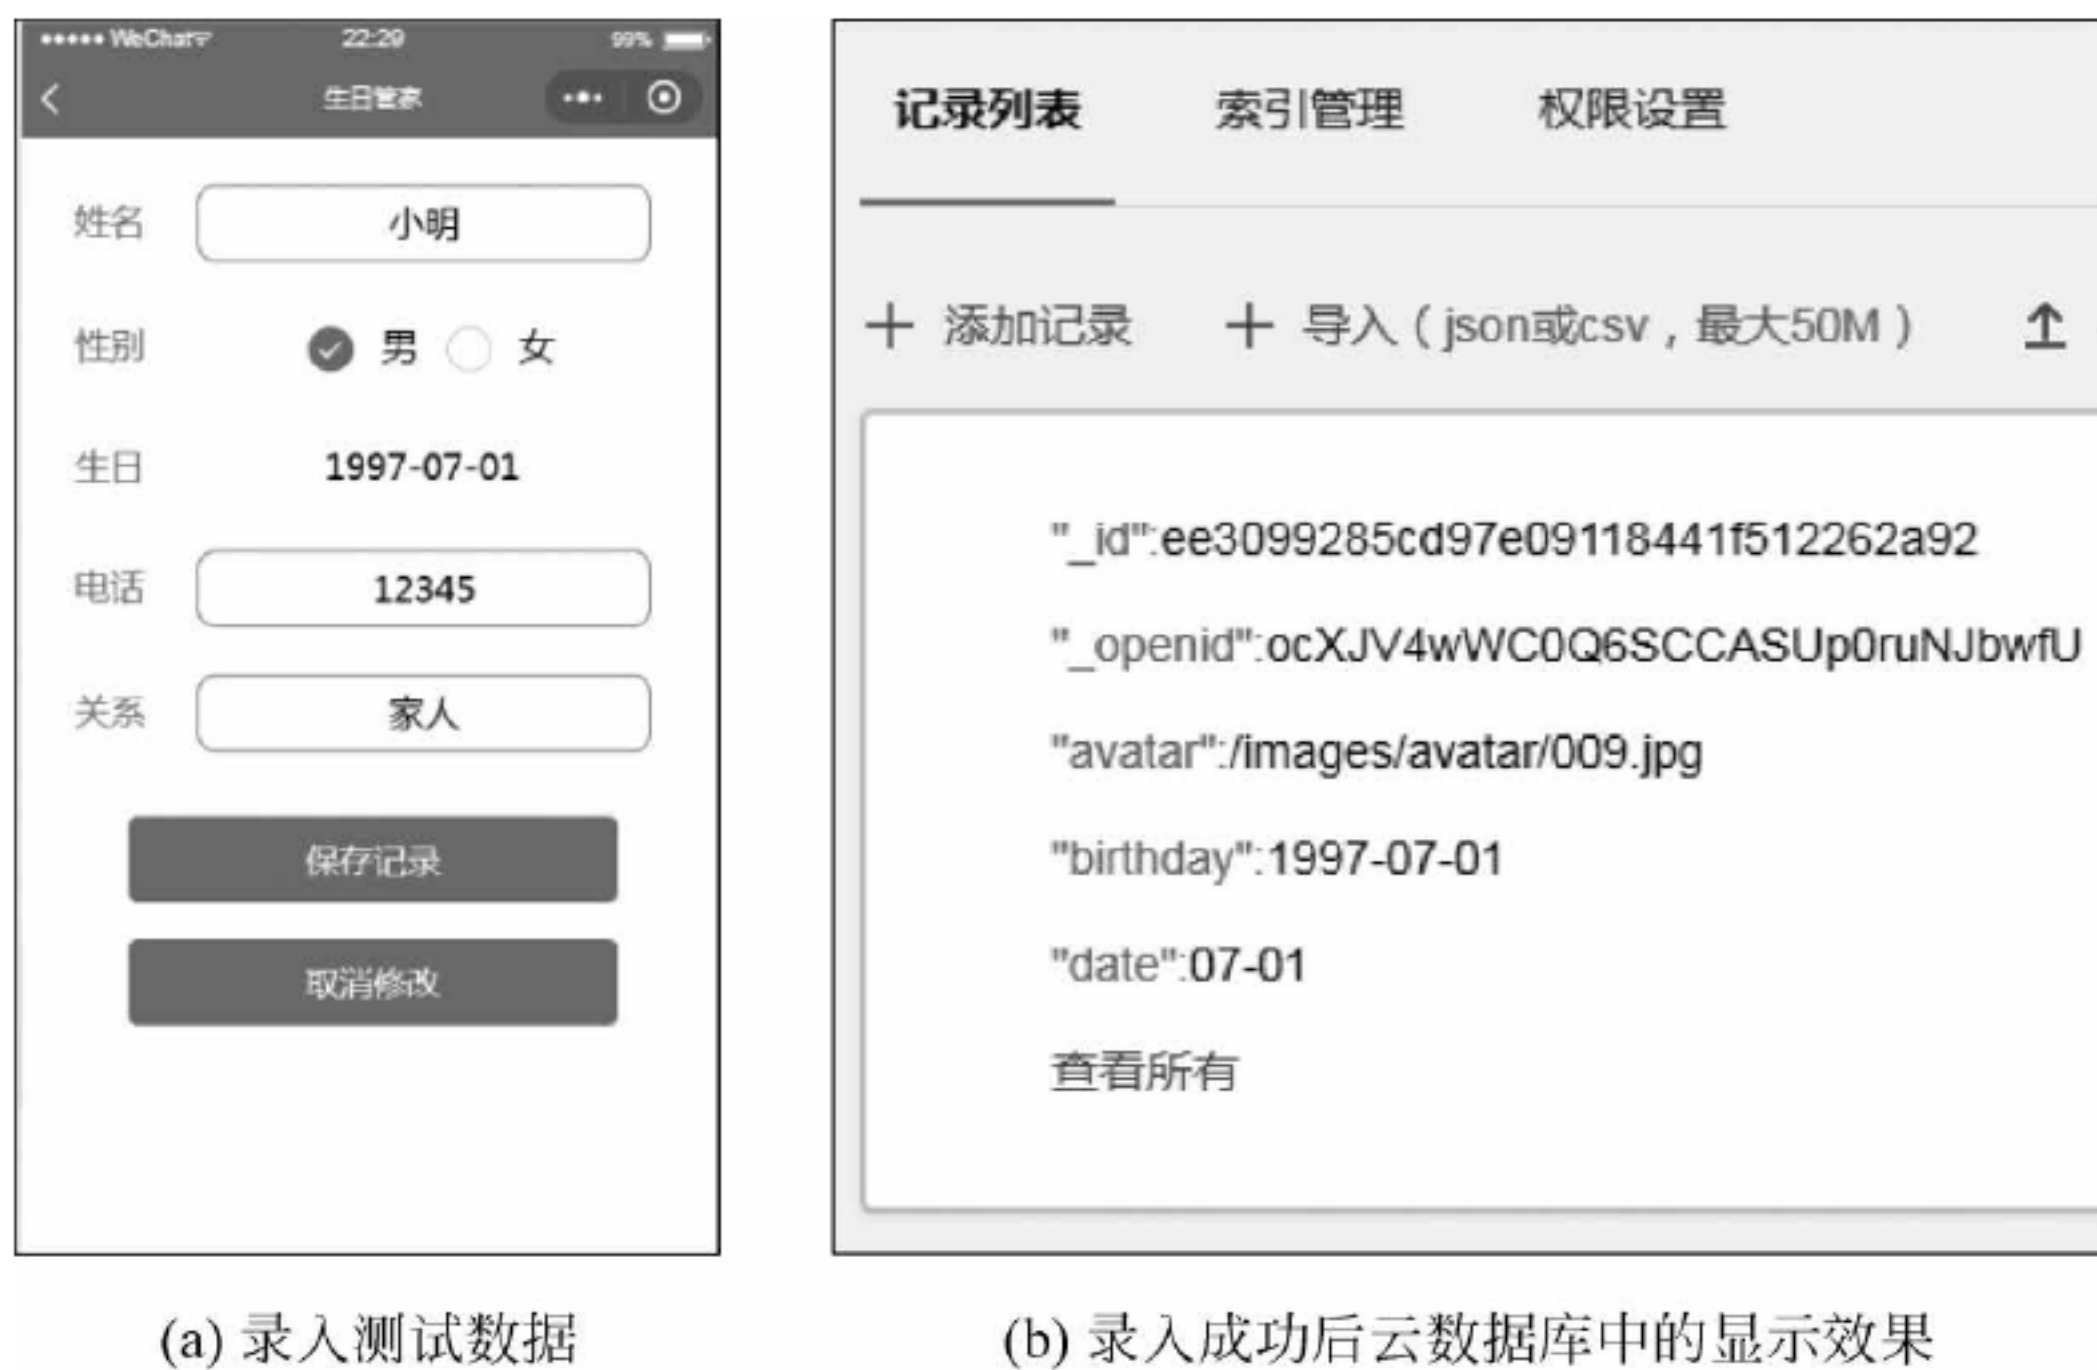 WeChat 22:29 99%
生日管家
姓名 小明
性别 男 女
生日 1997-07-01
电话 12345
关系 家人
保存记录
取消修改
(a) 录入测试数据
记录列表 索引管理 权限设置
+ 添加记录 + 导入（json或csv，最大50M）
"_id":ee3099285cd97e09118441f512262a92
"_openid":ocXJV4wWC0Q6SCCASUp0ruNJbwfU
"avatar":/images/avatar/009.jpg
"birthday":1997-07-01
"date":07-01
查看所有
(b) 录入成功后云数据库中的显示效果